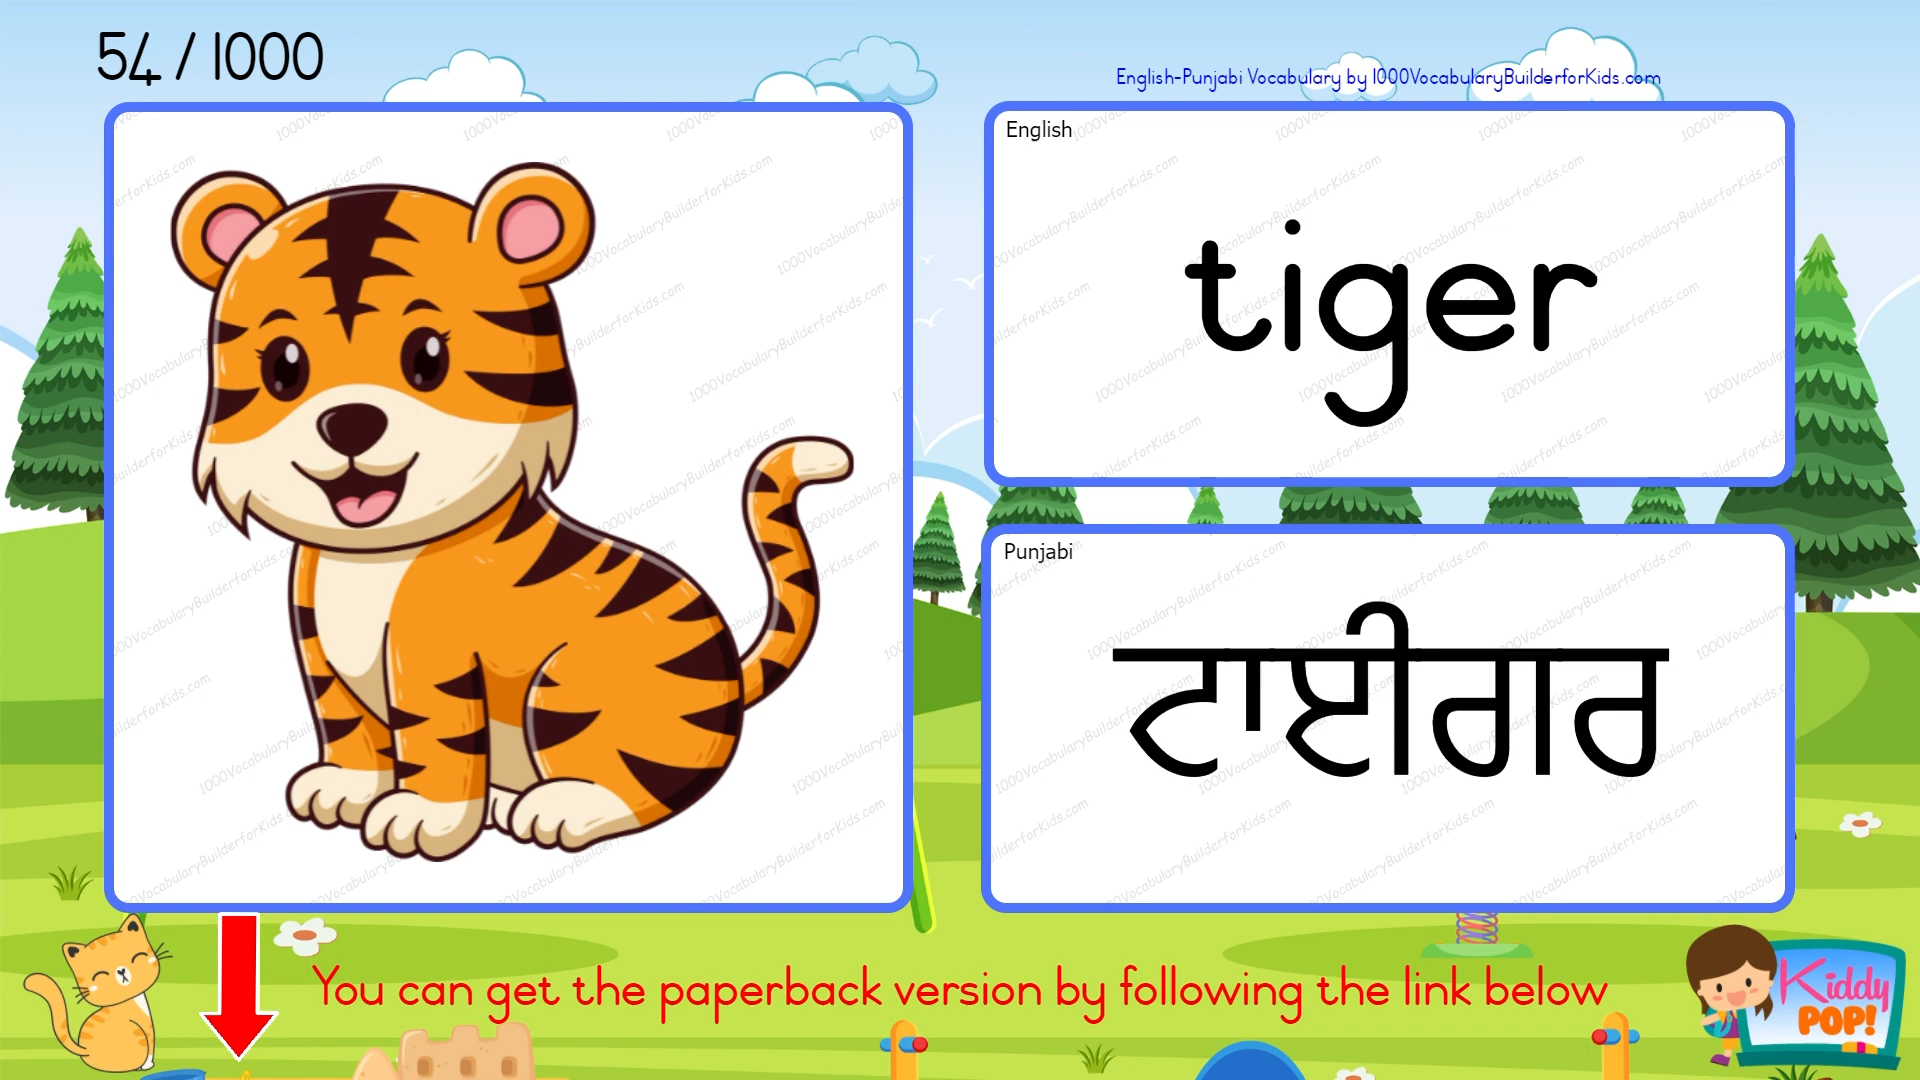 54 / 1000
English-Punjabi Vocabulary by 1000VocabularyBuilderforKids.com
English
tiger
Punjabi
ਟਾਈਗਰ
You can get the paperback version by following the link below
Kiddy
POP!